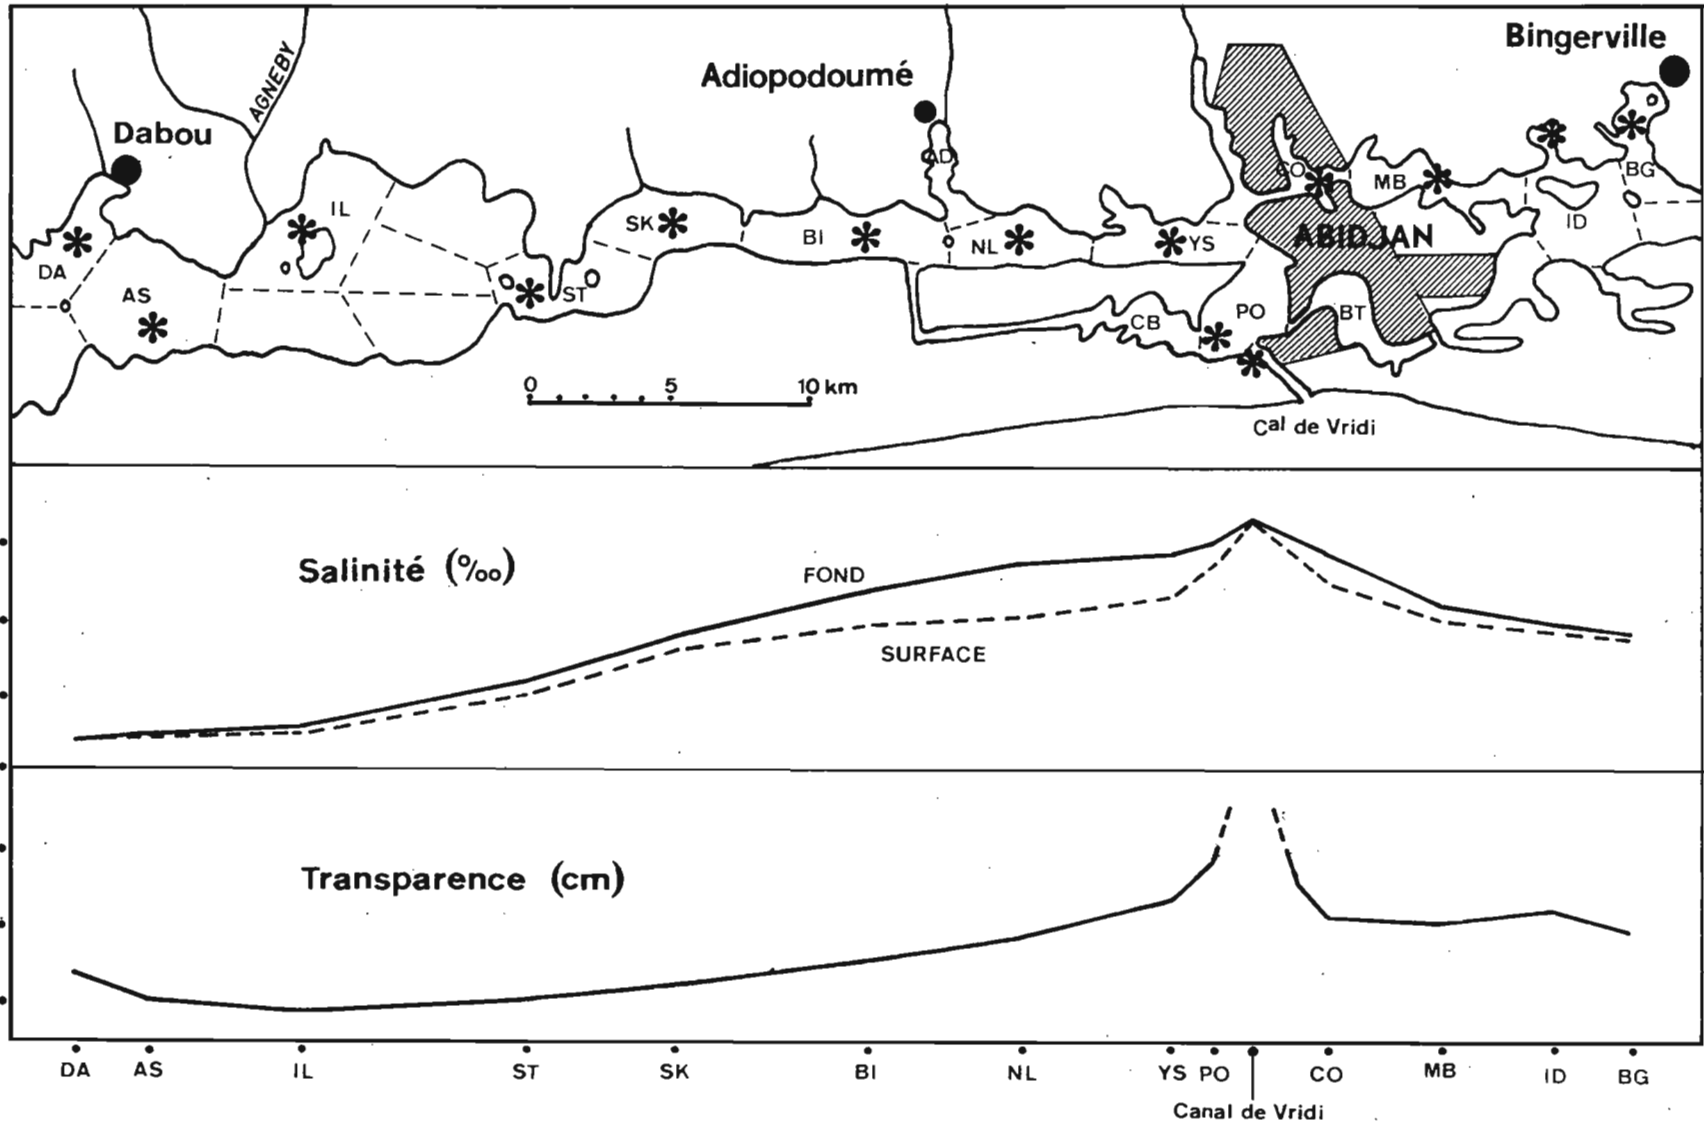 Bingerville
Adiopodoumé
AGNEBY
Dabou
AD
CO
MB
BG
IL
SK
BI
NL
YS
ABIDJAN
ID
DA
AS
ST
CB
PO
BT
0 5 10 km
Cal de Vridi
Salinité (‰)
FOND
SURFACE
Transparence (cm)
DA AS IL ST SK BI NL YS PO CO MB ID BG
Canal de Vridi